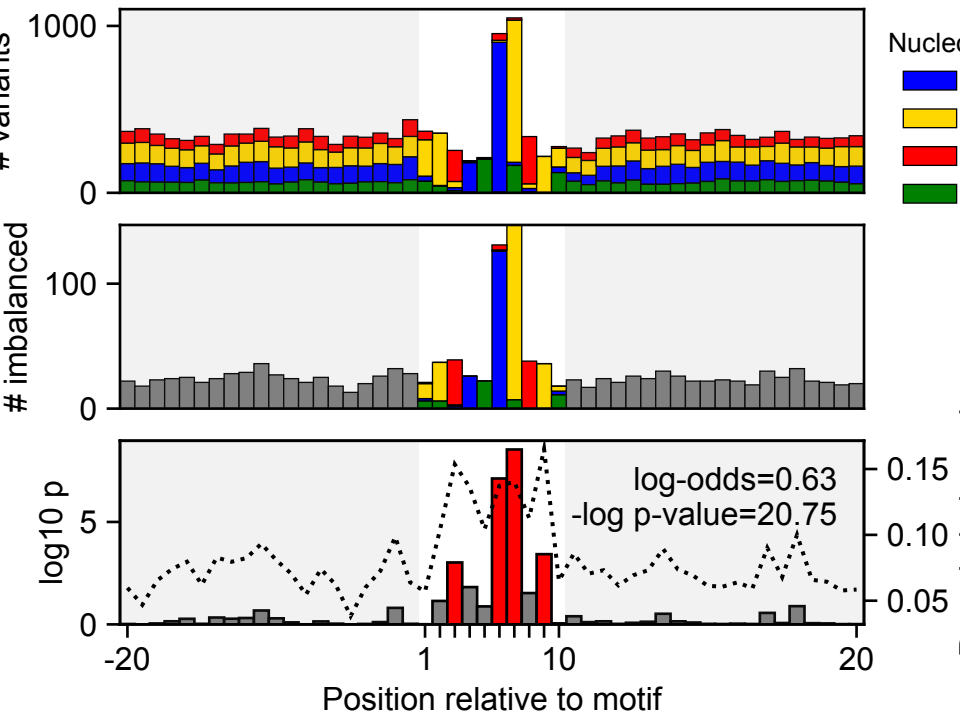 1000
0
# variants
Nucleo
100
0
# imbalanced
log-odds=0.63
-log p-value=20.75
5
0
log10 p
0.15
0.10
0.05
-20
1
10
20
Position relative to motif